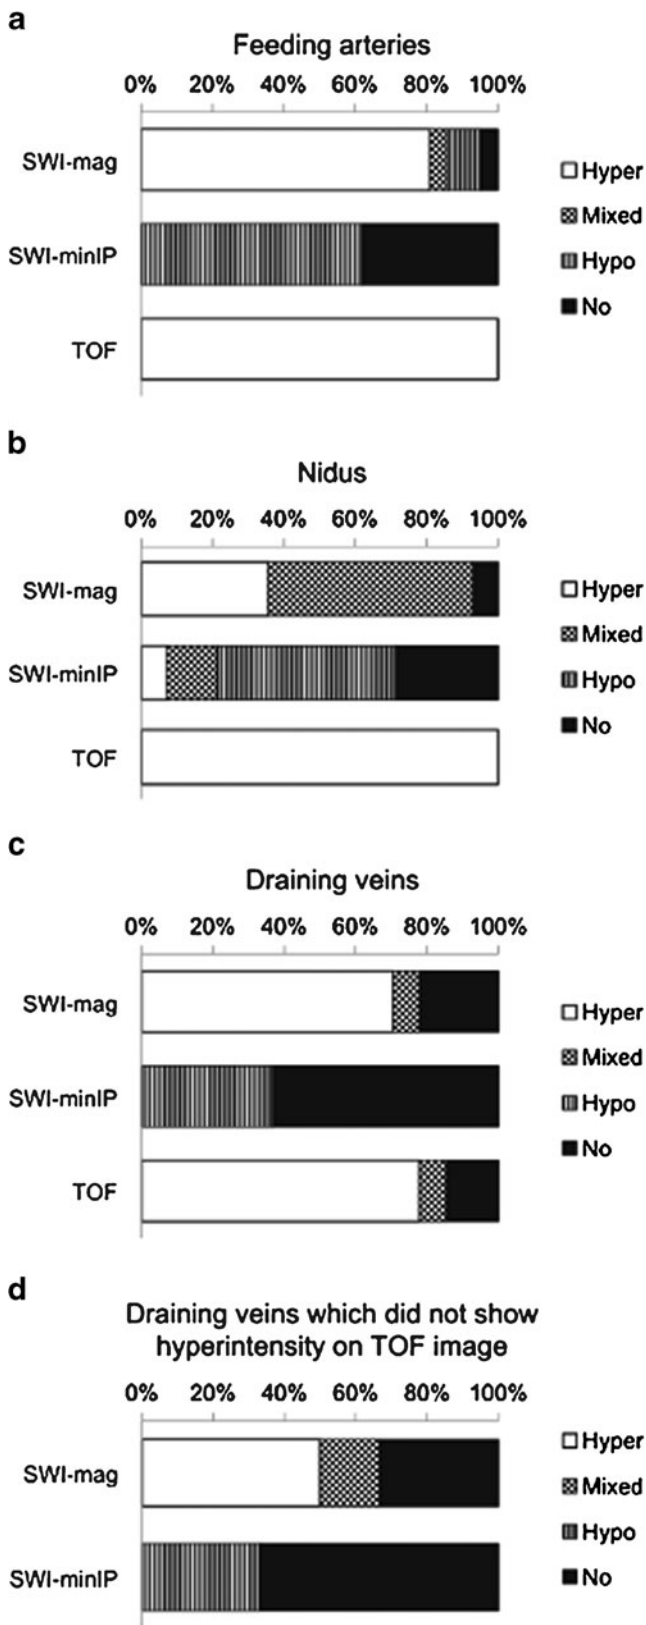 a
Feeding arteries
0% 20% 40% 60% 80% 100%
SWI-mag
SWI-minIP
TOF
Hyper
Mixed
Hypo
No
b
Nidus
0% 20% 40% 60% 80% 100%
SWI-mag
SWI-minIP
TOF
Hyper
Mixed
Hypo
No
c
Draining veins
0% 20% 40% 60% 80% 100%
SWI-mag
SWI-minIP
TOF
Hyper
Mixed
Hypo
No
d
Draining veins which did not show
hyperintensity on TOF image
0% 20% 40% 60% 80% 100%
SWI-mag
SWI-minIP
Hyper
Mixed
Hypo
No